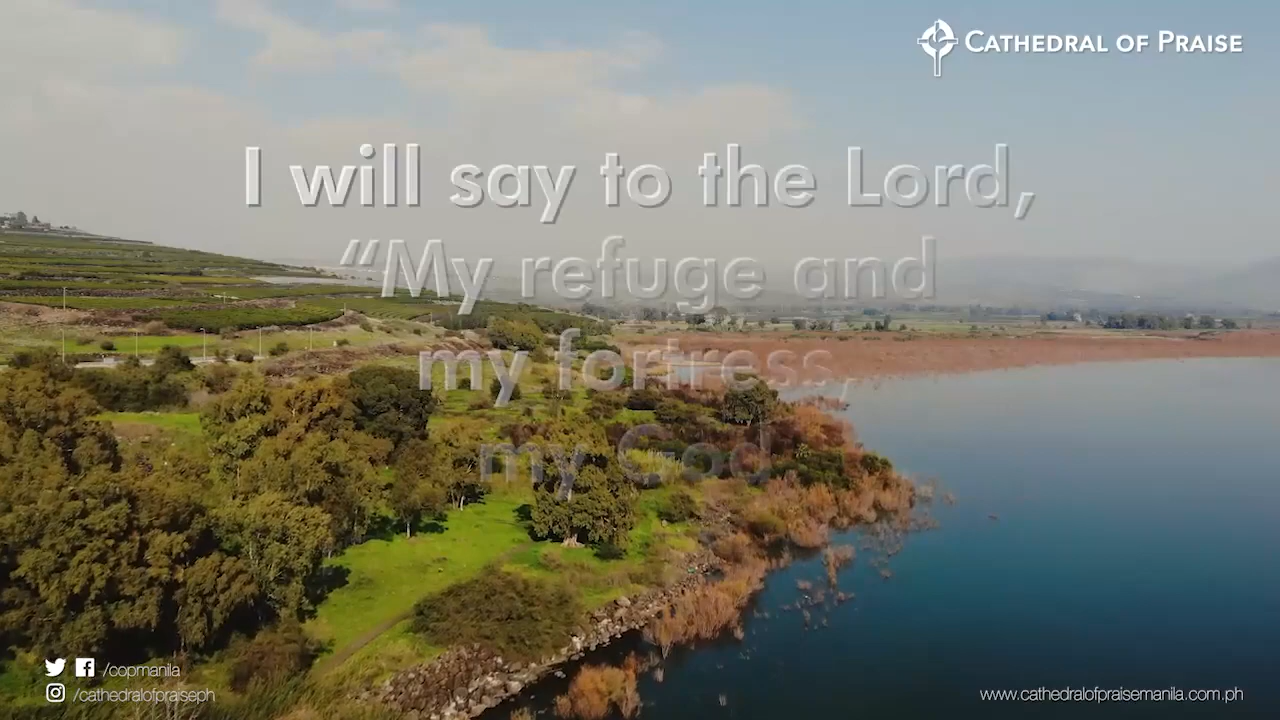 CATHEDRAL OF PRAISE
I will say to the Lord,
“My refuge and
my fortress,
my God
/copmanila
/cathedralofpraiseph
www.cathedralofpraisemanila.com.ph